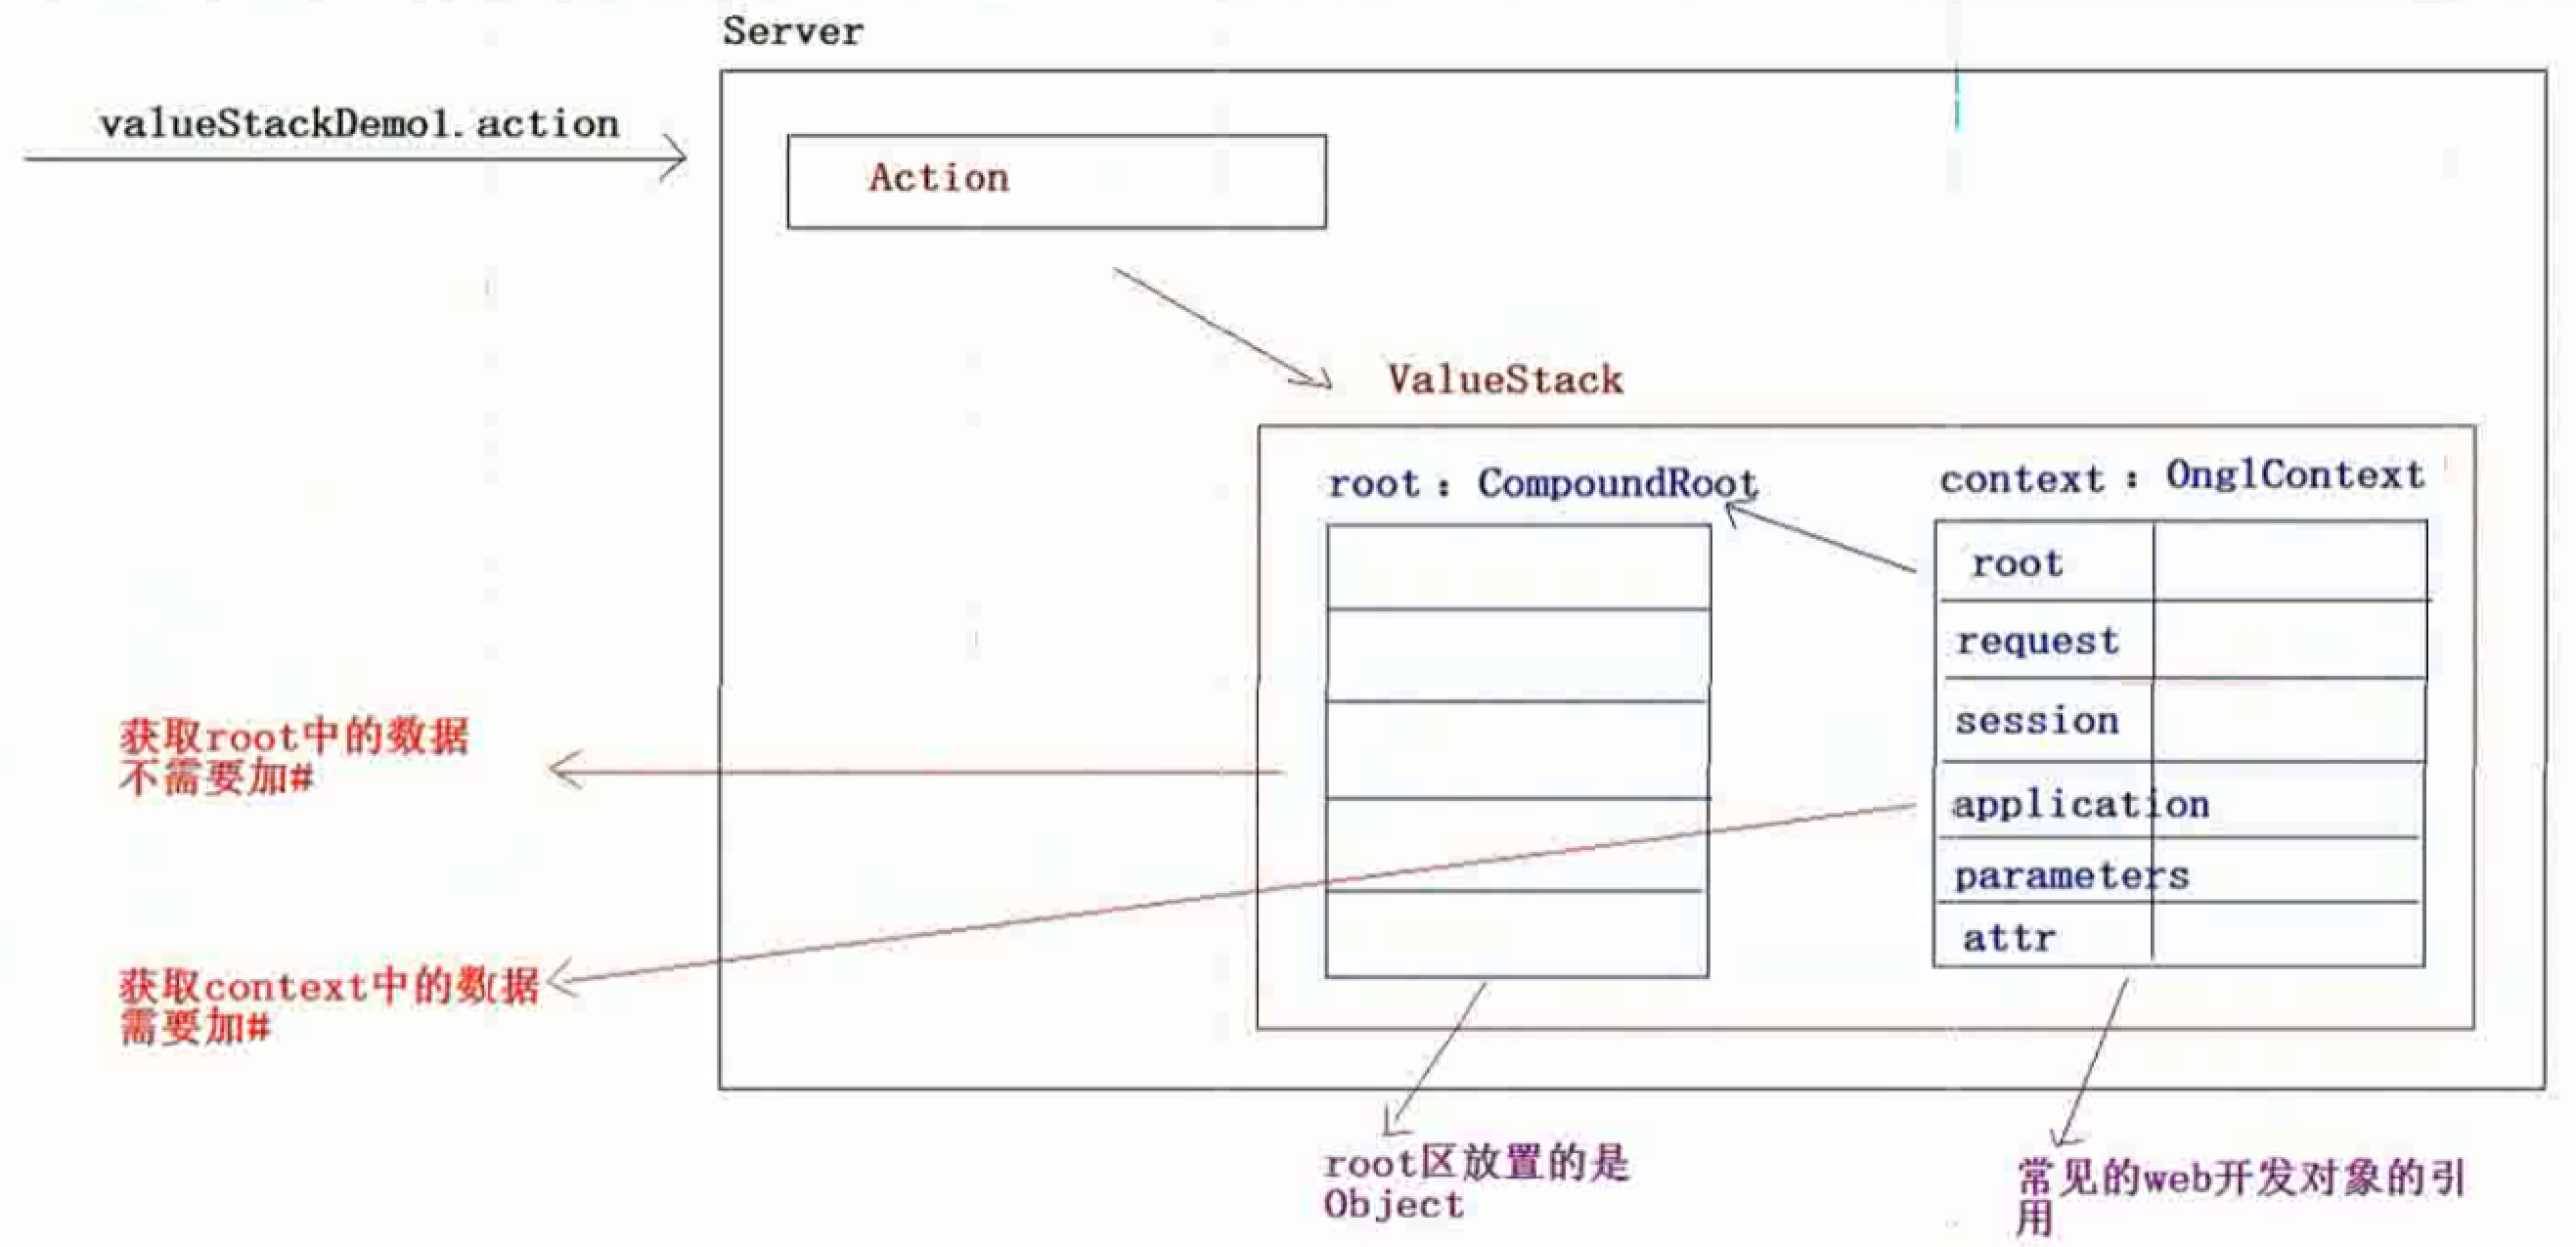 Server
valueStackDemo1.action
Action
ValueStack
root：CompoundRoot
context：OnglContext
root
request
session
application
parameters
attr
获取root中的数据
不需要加#
获取context中的数据
需要加#
root区放置的是
Object
常见的web开发对象的引
用